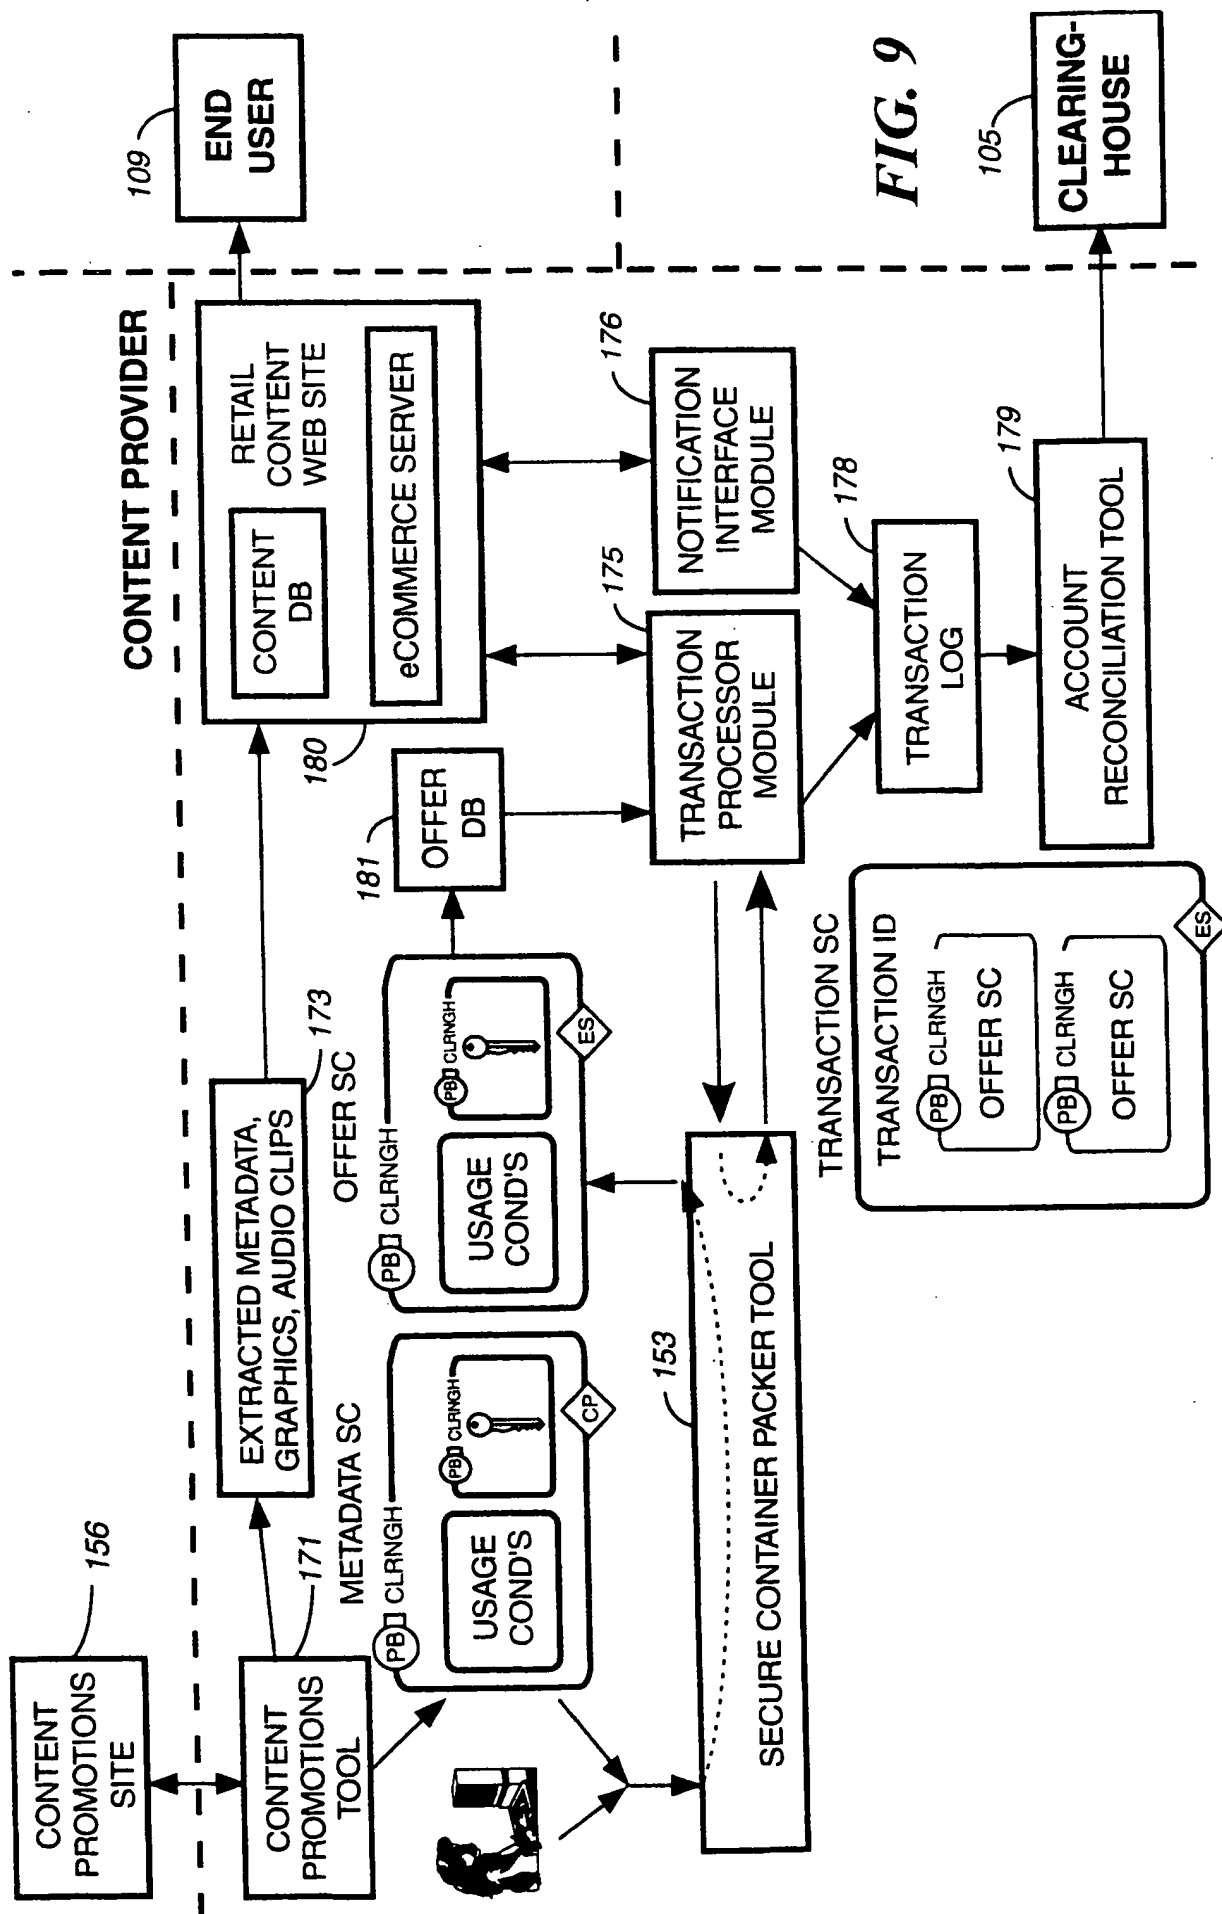 CONTENT
PROMOTIONS
SITE
156
CONTENT PROVIDER
CONTENT
PROMOTIONS
TOOL
171
EXTRACTED METADATA,
GRAPHICS, AUDIO CLIPS
173
RETAIL
CONTENT
WEB SITE
CONTENT
DB
eCOMMERCE SERVER
180
END
USER
109
METADATA SC
PB CLRNGH
USAGE
COND'S
PB CLRNGH
CP
OFFER SC
PB CLRNGH
USAGE
COND'S
PB CLRNGH
ES
OFFER
DB
181
SECURE CONTAINER PACKER TOOL
153
TRANSACTION
PROCESSOR
MODULE
175
NOTIFICATION
INTERFACE
MODULE
176
TRANSACTION
LOG
178
TRANSACTION SC
TRANSACTION ID
PB CLRNGH
OFFER SC
PB CLRNGH
OFFER SC
ES
ACCOUNT
RECONCILIATION TOOL
179
CLEARING-
HOUSE
105
FIG. 9